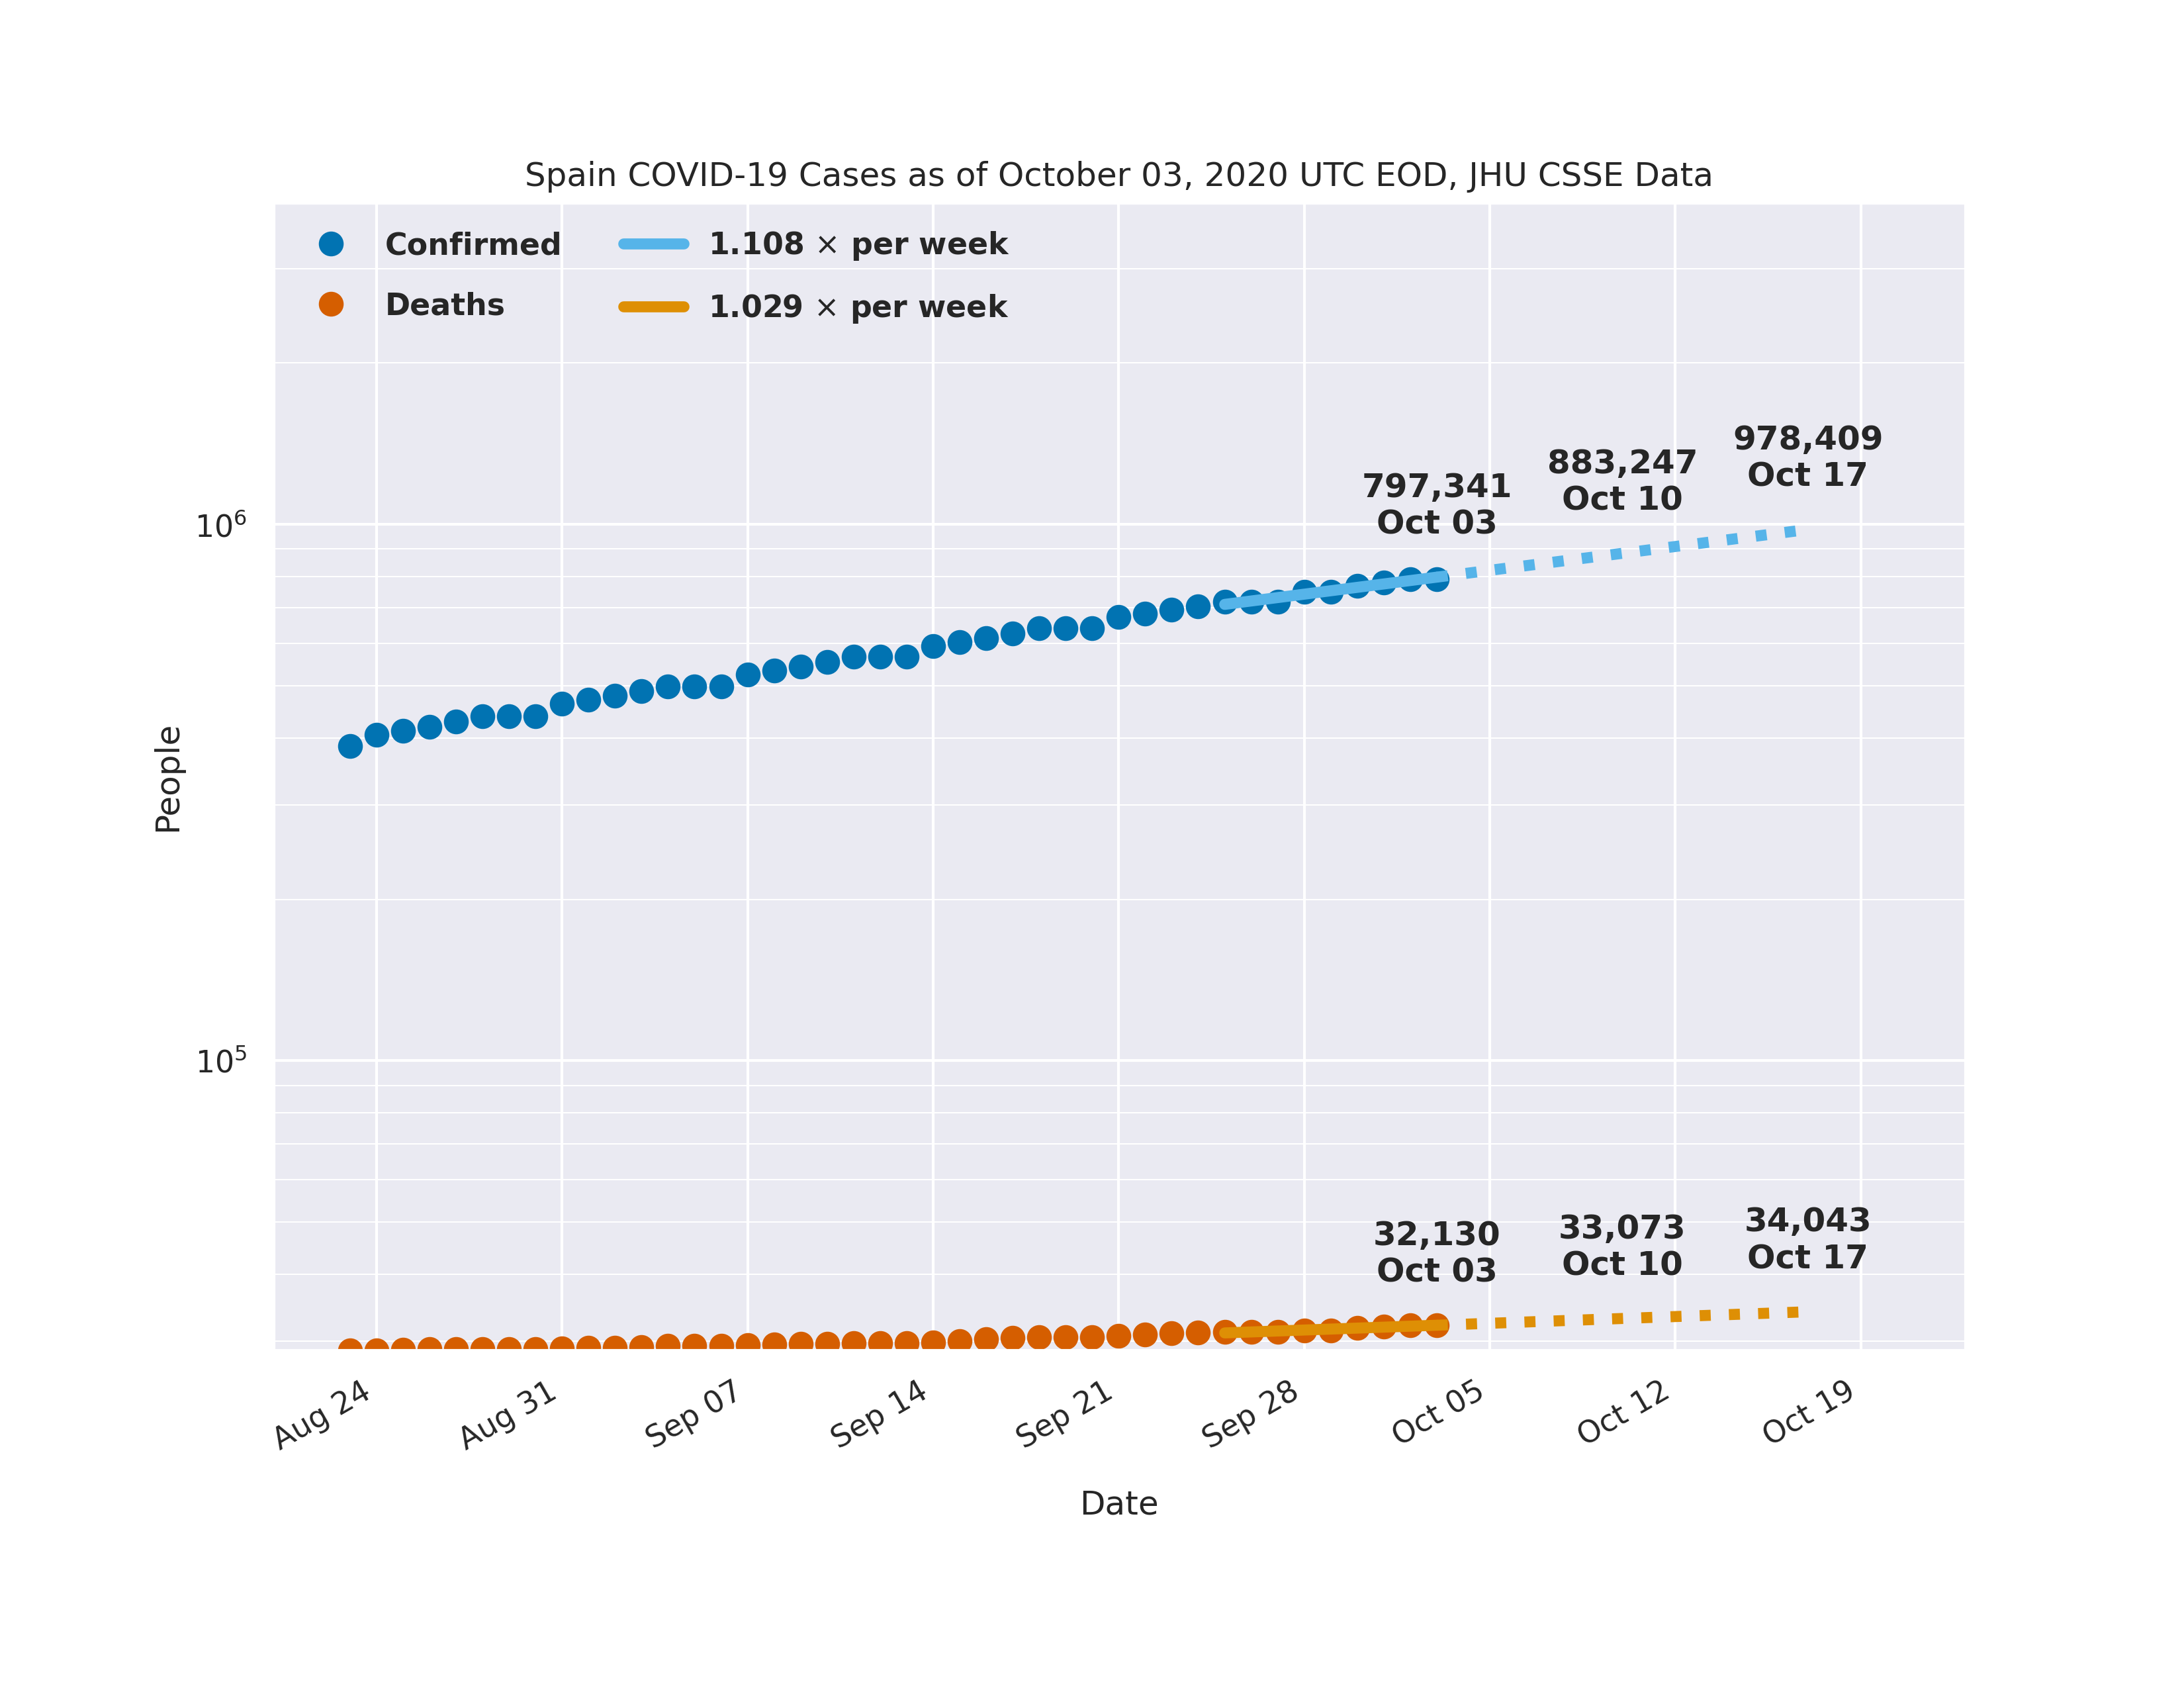 Spain COVID-19 Cases as of October 03, 2020 UTC EOD, JHU CSSE Data
Confirmed
Deaths
1.108 × per week
1.029 × per week
797,341
Oct 03
883,247
Oct 10
978,409
Oct 17
10⁶
10⁵
People
32,130
Oct 03
33,073
Oct 10
34,043
Oct 17
Aug 24
Aug 31
Sep 07
Sep 14
Sep 21
Sep 28
Oct 05
Oct 12
Oct 19
Date